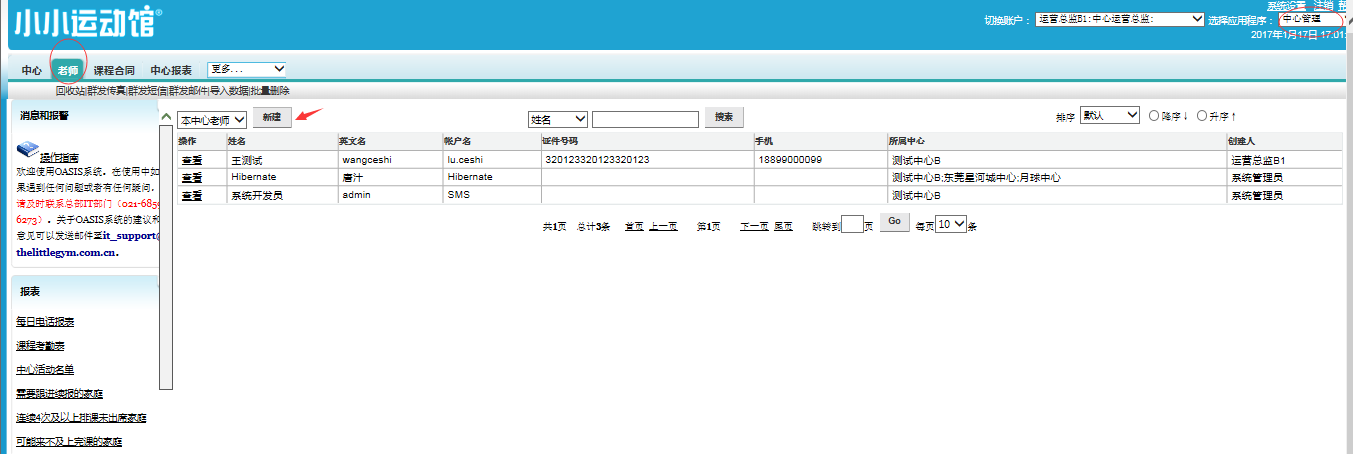 系统设置 注销 帮
小小运动馆®
切换账户： 运营总监B1:中心运营总监: 选择应用程序： 中心管理
2017年1月17日 17:01:
中心 老师 课程合同 中心报表 更多...
回收站|群发传真|群发短信|群发邮件|导入数据|批量删除
消息和报警
操作指南
欢迎使用OASIS系统。在使用中如
果遇到任何问题或者有任何疑问，
请及时联系总部IT部门（021-6859
6273）。关于OASIS系统的建议和
意见可以发送邮件至it_support@
thelittlegym.com.cn.
报表
每日电话报表
课程考勤表
中心活动名单
需要跟进续报的家庭
连续4次及以上排课未出席家庭
可能来不及上完课的家庭
本中心老师 新建 姓名 搜索 排序 默认 降序↓ 升序↑
操作 姓名 英文名 帐户名 证件号码 手机 所属中心 创建人
查看 王测试 wangceshi lu.ceshi 320123320123320123 18899000099 测试中心B 运营总监B1
查看 Hibernate 唐汁 Hibernate 测试中心B;东莞星河城中心;月球中心 系统管理员
查看 系统开发员 admin SMS 测试中心B 系统管理员
共1页 总计3条 首页 上一页 第1页 下一页 尾页 跳转到 页 Go 每页 10 条